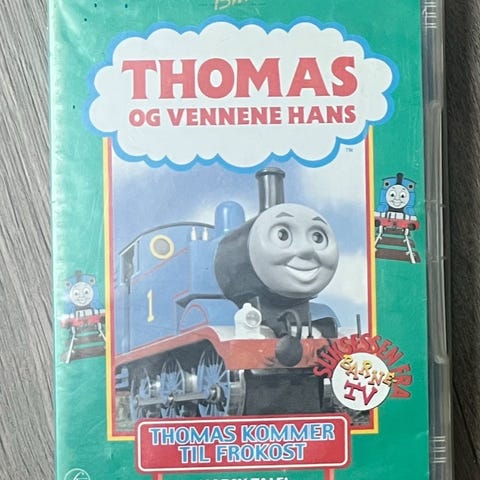 THOMAS
OG VENNENE HANS
™
1
SUKSESSEN FRA
BARNE
TV
THOMAS KOMMER
TIL FROKOST